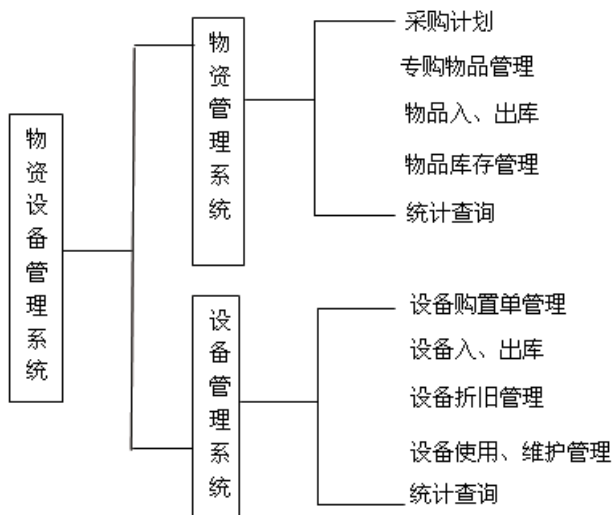 物资设备管理系统
物资管理系统
采购计划
专购物品管理
物品入、出库
物品库存管理
统计查询
设备管理系统
设备购置单管理
设备入、出库
设备折旧管理
设备使用、维护管理
统计查询